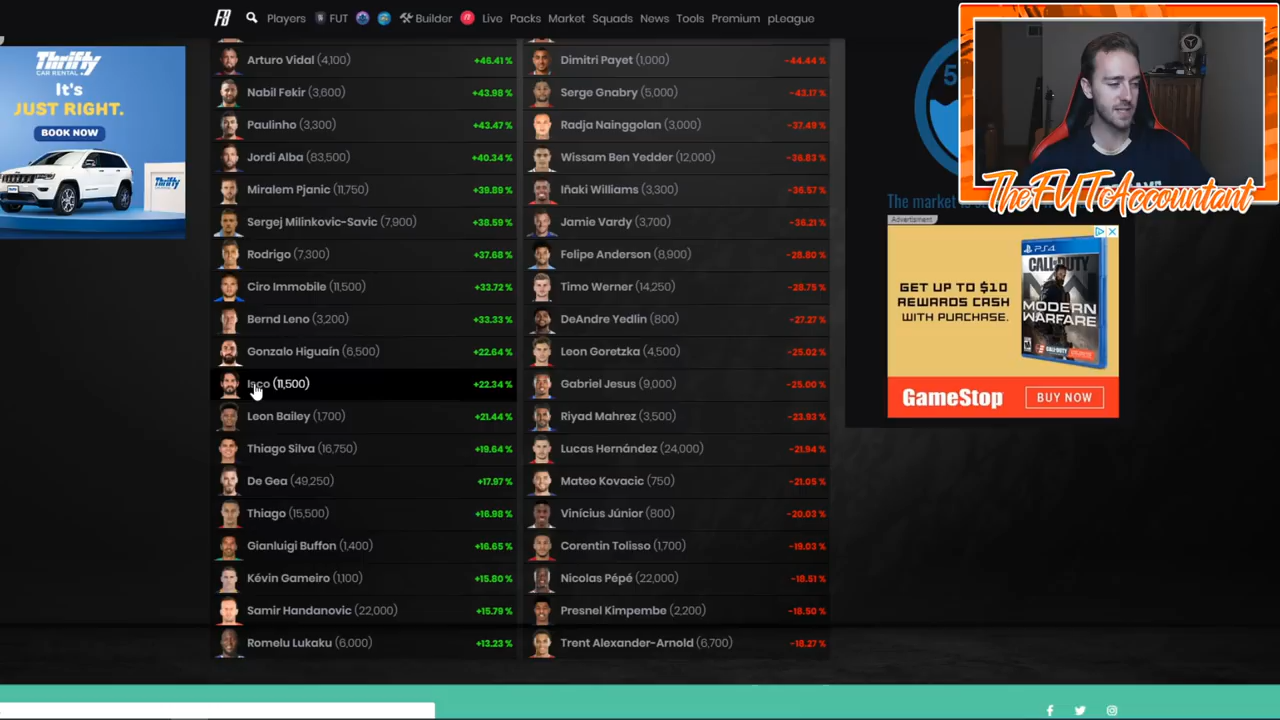 F8 Players FUT Builder Live Packs Market Squads News Tools Premium pLeague
Thrifty
CAR RENTAL
IT's
JUST RIGHT.
BOOK NOW
Thrifty
Arturo Vidal (4,100) +46.41 %
Nabil Fekir (3,600) +43.98 %
Paulinho (3,300) +43.47 %
Jordi Alba (83,500) +40.34 %
Miralem Pjanic (11,750) +39.89 %
Sergej Milinkovic-Savic (7,900) +38.59 %
Rodrigo (7,300) +37.68 %
Ciro Immobile (11,500) +33.72 %
Bernd Leno (3,200) +33.33 %
Gonzalo Higuaín (6,500) +22.64 %
Isco (11,500) +22.34 %
Leon Bailey (1,700) +21.44 %
Thiago Silva (16,750) +19.64 %
De Gea (49,250) +17.97 %
Thiago (15,500) +16.98 %
Gianluigi Buffon (1,400) +16.65 %
Kévin Gameiro (1,100) +15.80 %
Samir Handanovic (22,000) +15.79 %
Romelu Lukaku (6,000) +13.23 %
Dimitri Payet (1,000) -44.44 %
Serge Gnabry (5,000) -43.17 %
Radja Nainggolan (3,000) -37.49 %
Wissam Ben Yedder (12,000) -36.83 %
Iñaki Williams (3,300) -36.57 %
Jamie Vardy (3,700) -36.21 %
Felipe Anderson (8,900) -28.80 %
Timo Werner (14,250) -28.75 %
DeAndre Yedlin (800) -27.27 %
Leon Goretzka (4,500) -25.02 %
Gabriel Jesus (9,000) -25.00 %
Riyad Mahrez (3,500) -23.93 %
Lucas Hernández (24,000) -21.94 %
Mateo Kovacic (750) -21.05 %
Vinícius Júnior (800) -20.03 %
Corentin Tolisso (1,700) -19.03 %
Nicolas Pépé (22,000) -18.51 %
Presnel Kimpembe (2,200) -18.50 %
Trent Alexander-Arnold (6,700) -18.27 %
TheFUTAccountant
The market is
Advertisement
GET UP TO $10
REWARDS CASH
WITH PURCHASE.
PS4
CALL OF DUTY
MODERN
WARFARE
GameStop
BUY NOW